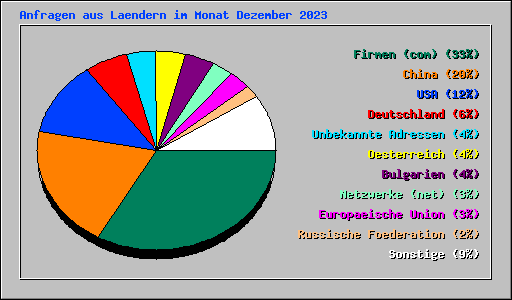 Anfragen aus Laendern im Monat Dezember 2023
Firmen (com) (33%)
China (20%)
USA (12%)
Deutschland (6%)
Unbekannte Adressen (4%)
Oesterreich (4%)
Bulgarien (4%)
Netzwerke (net) (3%)
Europaeische Union (3%)
Russische Foederation (2%)
Sonstige (9%)